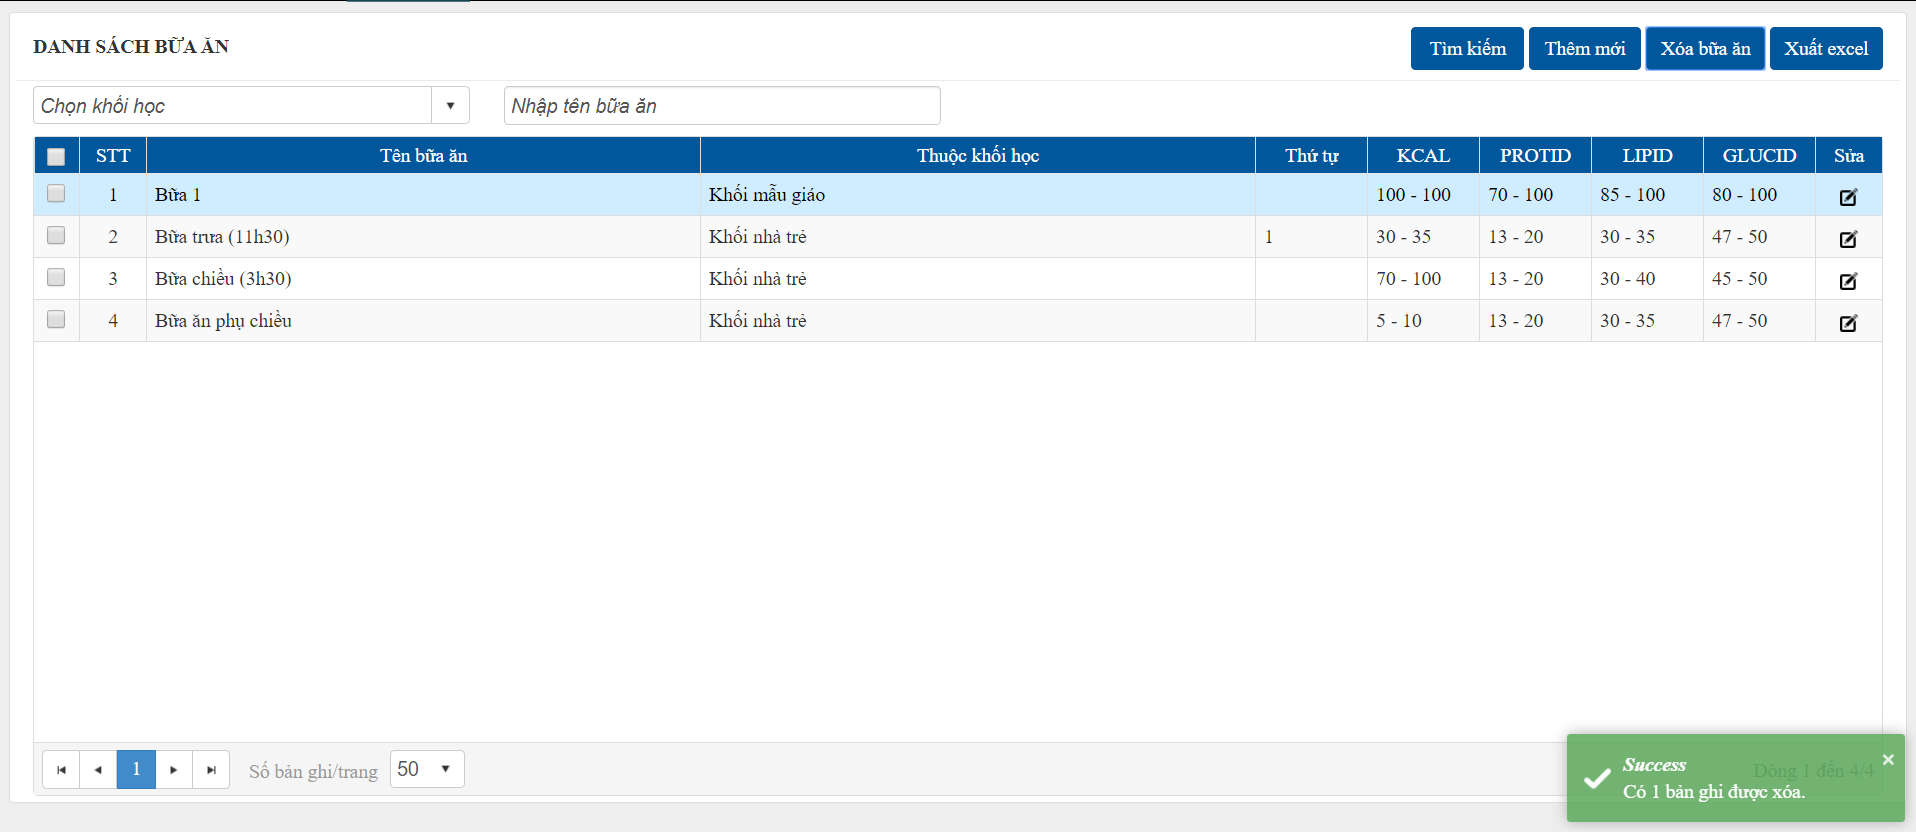 DANH SÁCH BỮA ĂN
Tìm kiếm Thêm mới Xóa bữa ăn Xuất excel
Chọn khối học Nhập tên bữa ăn
STT Tên bữa ăn Thuộc khối học Thứ tự KCAL PROTID LIPID GLUCID Sửa
1 Bữa 1 Khối mẫu giáo 100 - 100 70 - 100 85 - 100 80 - 100
2 Bữa trưa (11h30) Khối nhà trẻ 1 30 - 35 13 - 20 30 - 35 47 - 50
3 Bữa chiều (3h30) Khối nhà trẻ 70 - 100 13 - 20 30 - 40 45 - 50
4 Bữa ăn phụ chiều Khối nhà trẻ 5 - 10 13 - 20 30 - 35 47 - 50
1 Số bản ghi/trang 50 Dòng 1 đến 4/4
Success
Có 1 bản ghi được xóa.